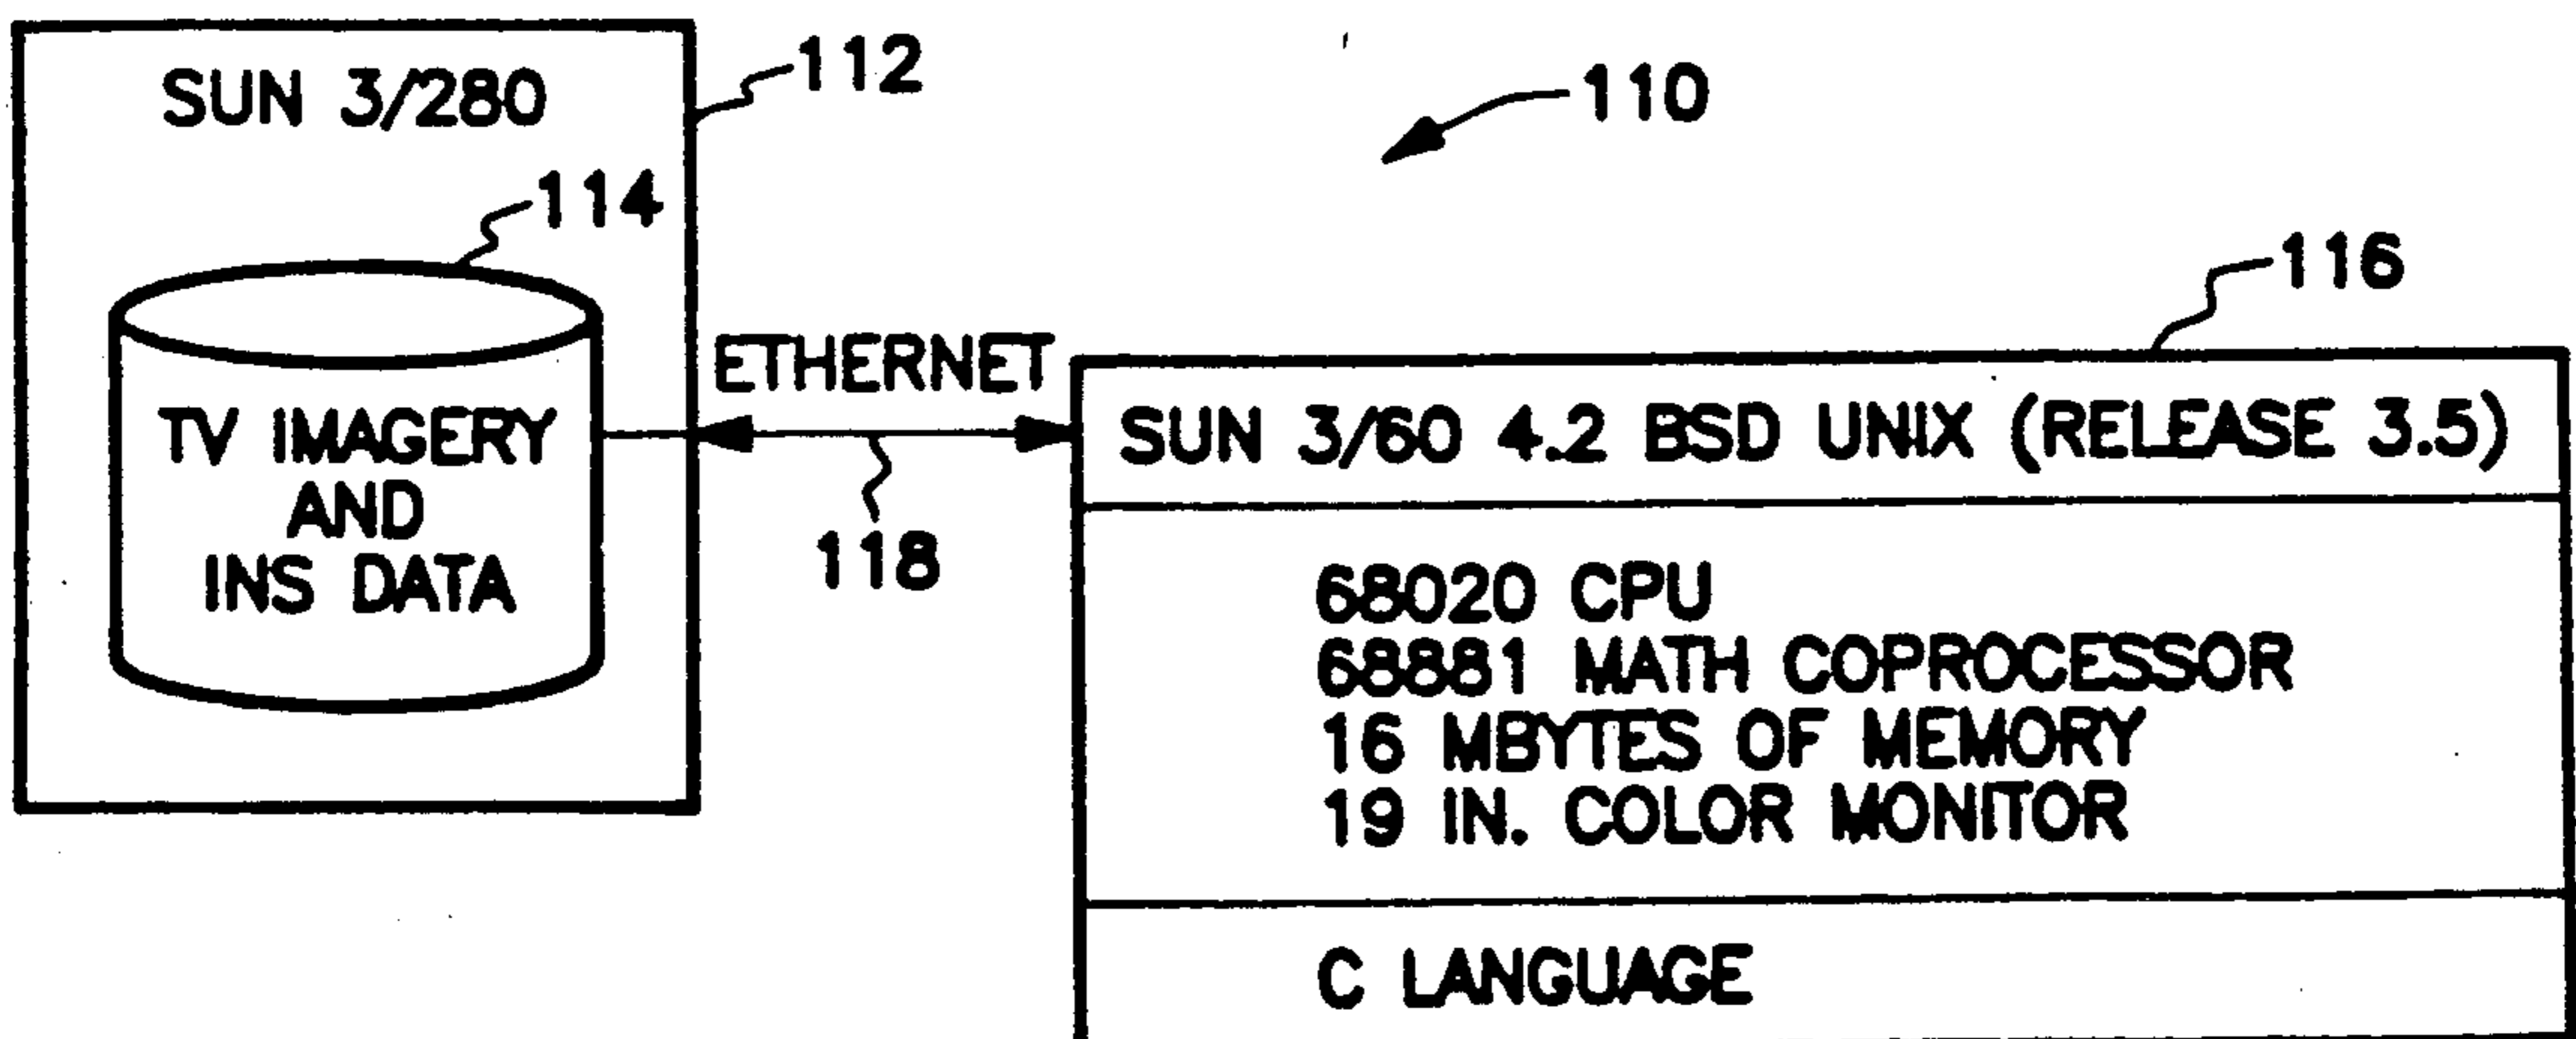 SUN 3/280
112
110
114
116
TV IMAGERY
AND
INS DATA
ETHERNET
118
SUN 3/60 4.2 BSD UNIX (RELEASE 3.5)
68020 CPU
68881 MATH COPROCESSOR
16 MBYTES OF MEMORY
19 IN. COLOR MONITOR
C LANGUAGE